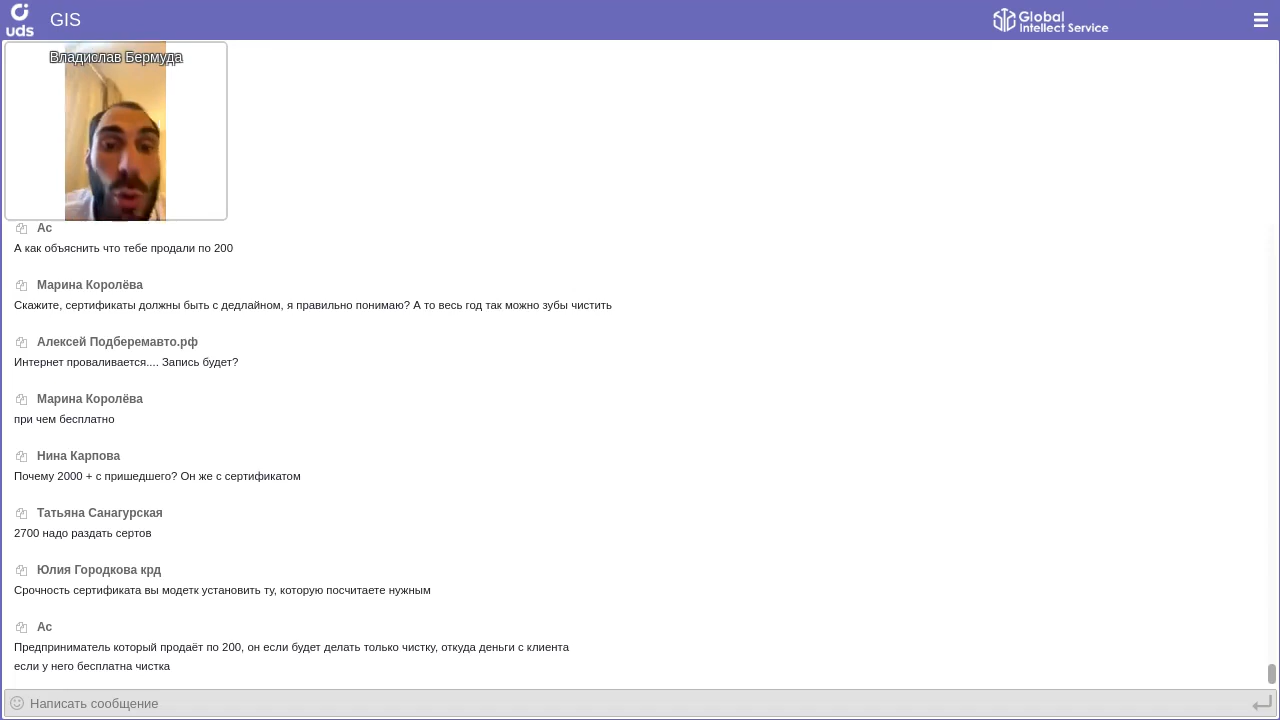 uds
GIS
Global
Intellect Service
Владислав Бермуда
Ас
А как объяснить что тебе продали по 200
Марина Королёва
Скажите, сертификаты должны быть с дедлайном, я правильно понимаю? А то весь год так можно зубы чистить
Алексей Подберемавто.рф
Интернет проваливается.... Запись будет?
Марина Королёва
при чем бесплатно
Нина Карпова
Почему 2000 + с пришедшего? Он же с сертификатом
Татьяна Санагурская
2700 надо раздать сертов
Юлия Городкова крд
Срочность сертификата вы модетк установить ту, которую посчитаете нужным
Ас
Предприниматель который продаёт по 200, он если будет делать только чистку, откуда деньги с клиента
если у него бесплатна чистка
Написать сообщение